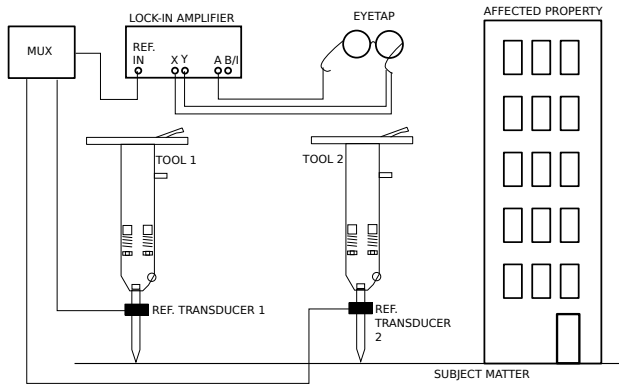 AFFECTED PROPERTY
LOCK-IN AMPLIFIER
EYETAP
MUX
REF.
IN
X Y
A B/I
TOOL 1
TOOL 2
REF. TRANSDUCER 1
REF.
TRANSDUCER
2
SUBJECT MATTER